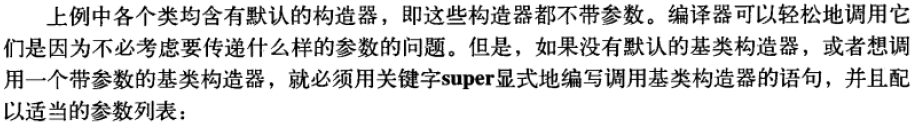 上例中各个类均含有默认的构造器，即这些构造器都不带参数。编译器可以轻松地调用它
们是因为不必考虑要传递什么样的参数的问题。但是，如果没有默认的基类构造器，或者想调
用一个带参数的基类构造器，就必须用关键字super显式地编写调用基类构造器的语句，并且配
以适当的参数列表：